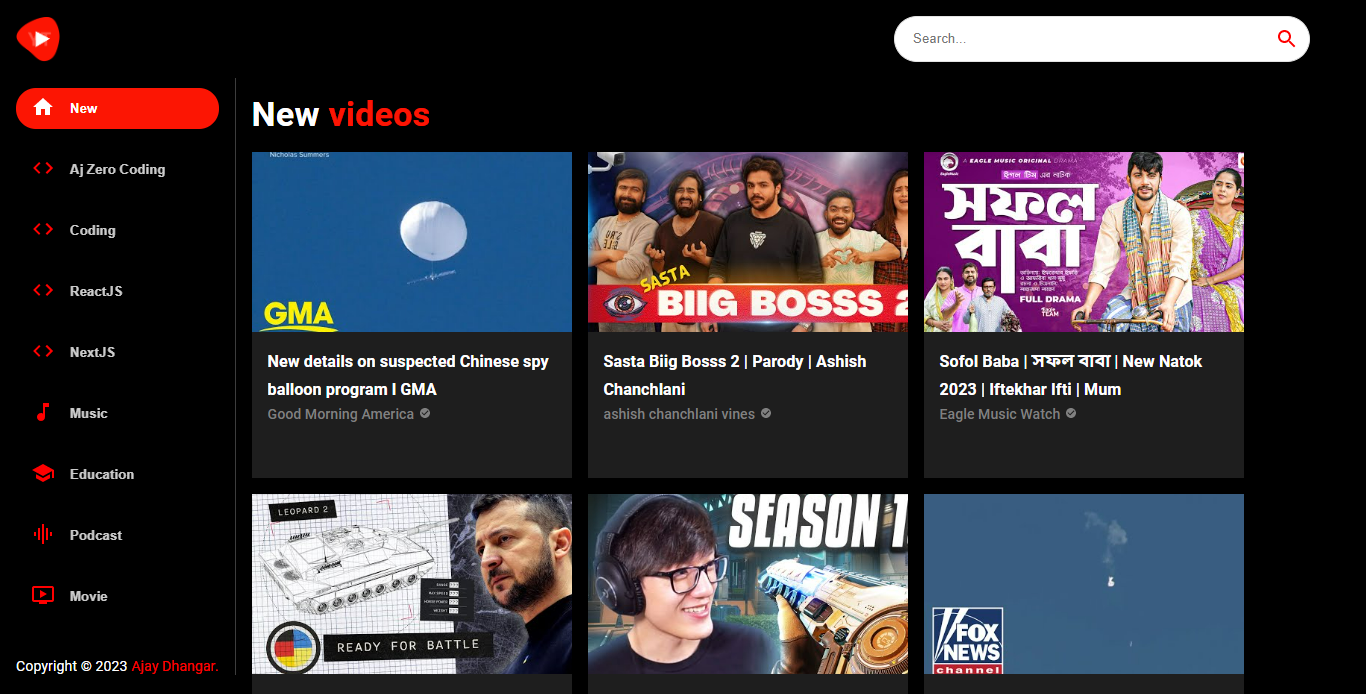 Search...
New
Aj Zero Coding
Coding
ReactJS
NextJS
Music
Education
Podcast
Movie
Copyright © 2023 Ajay Dhangar.
New videos
Nicholas Summers
GMA
New details on suspected Chinese spy
balloon program l GMA
Good Morning America
SASTA
BIIG BOSSS 2
Sasta Biig Bosss 2 | Parody | Ashish
Chanchlani
ashish chanchlani vines
A EAGLE MUSIC ORIGINAL DRAMA
ঈগল টিম এর নাটক
সফল
বাবা
FULL DRAMA
TEAM
Sofol Baba | সফল বাবা | New Natok
2023 | Iftekhar Ifti | Mum
Eagle Music Watch
LEOPARD 2
READY FOR BATTLE
SEASON 1
FOX
NEWS
channel